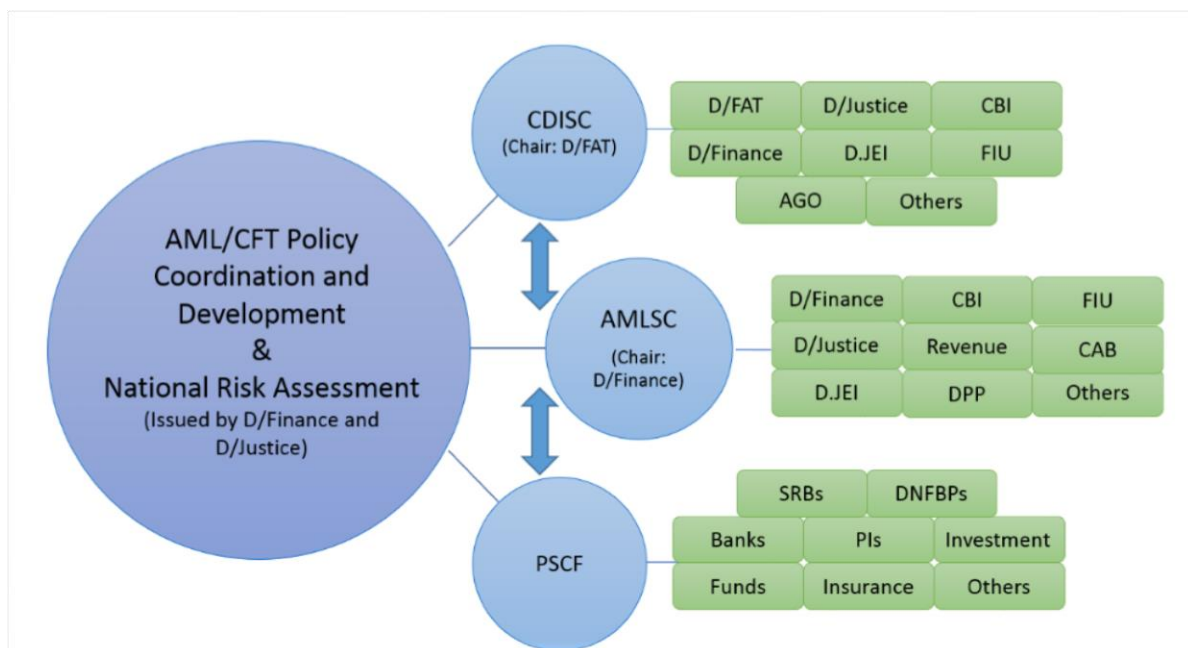 AML/CFT Policy
Coordination and
Development
&
National Risk Assessment
(Issued by D/Finance and
D/Justice)
CDISC
(Chair: D/FAT)
D/FAT
D/Justice
CBI
D/Finance
D.JEI
FIU
AGO
Others
AMLSC
(Chair:
D/Finance)
D/Finance
CBI
FIU
D/Justice
Revenue
CAB
D.JEI
DPP
Others
PSCF
SRBs
DNFBPs
Banks
PIs
Investment
Funds
Insurance
Others